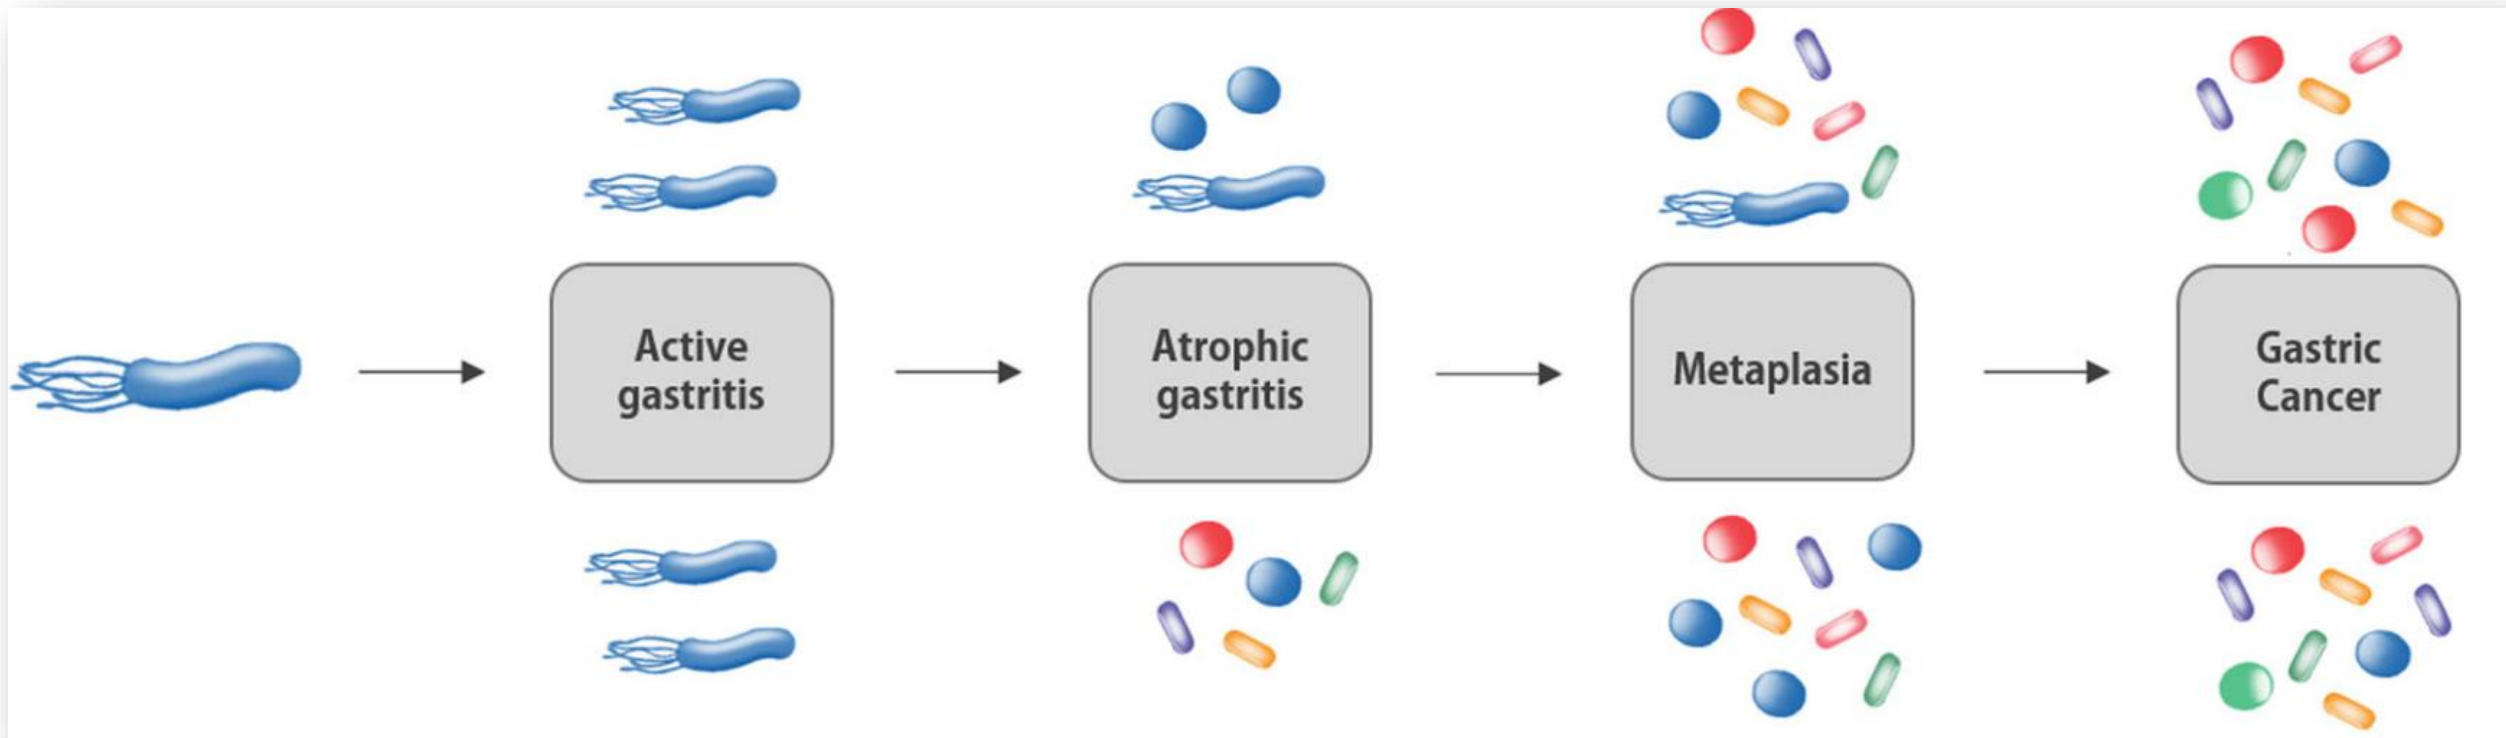 Active
gastritis
Atrophic
gastritis
Metaplasia
Gastric
Cancer